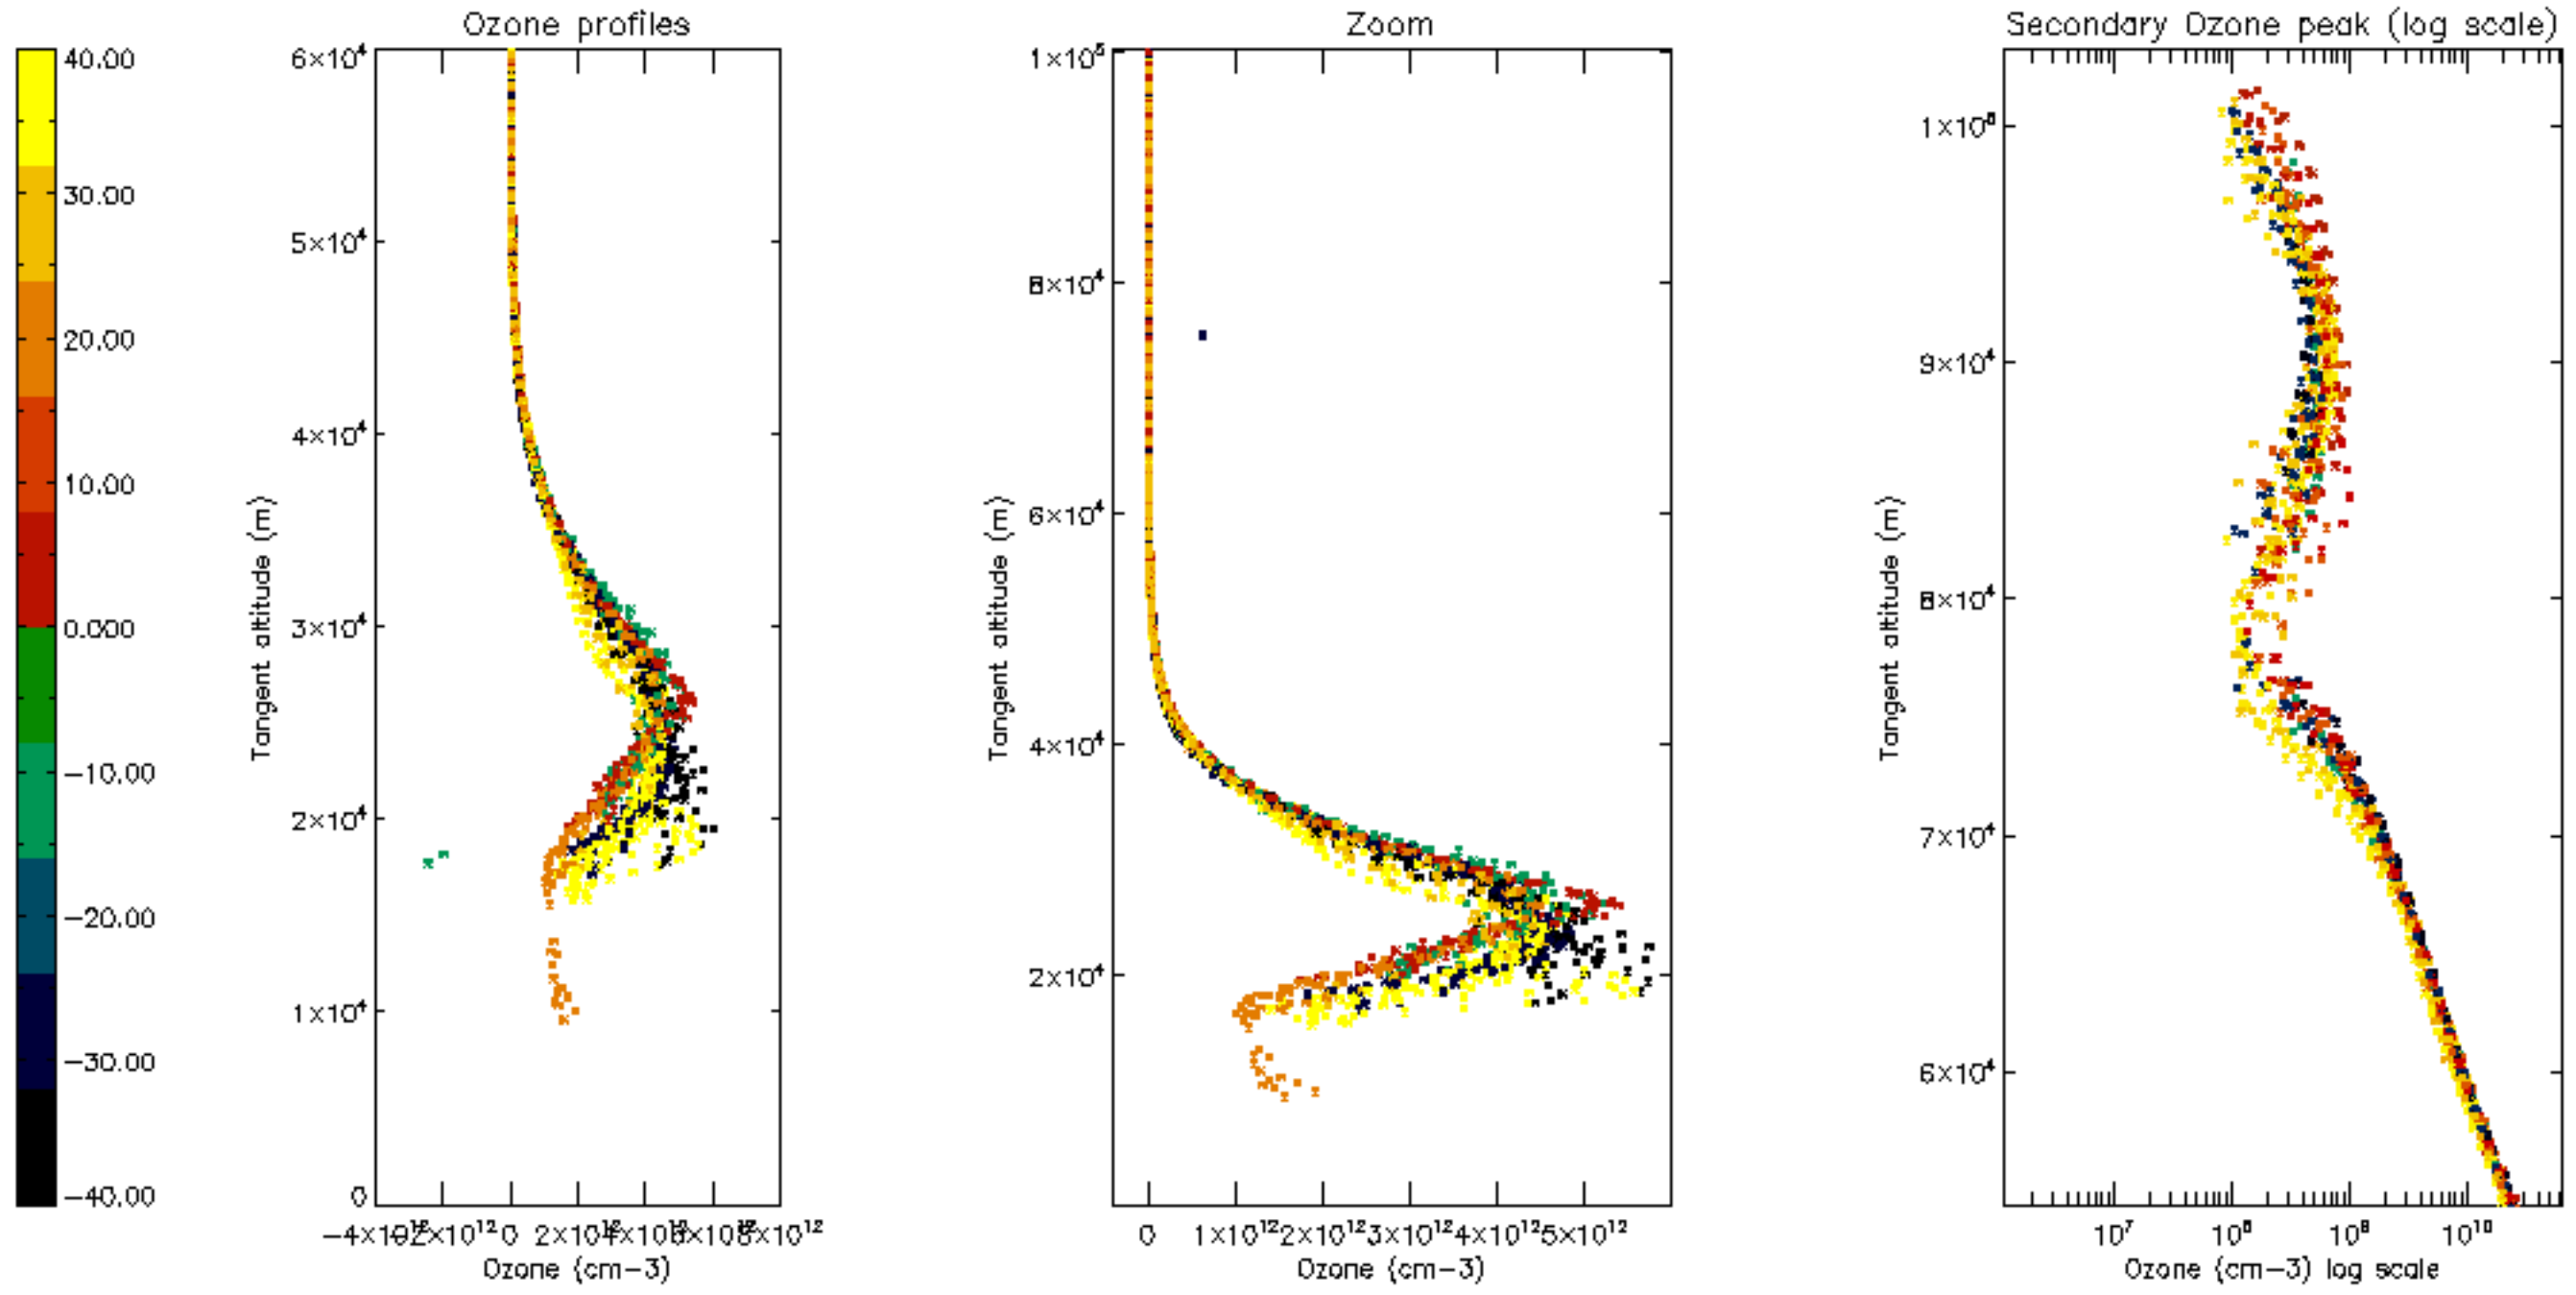 Ozone profiles
Zoom
Secondary Ozone peak (log scale)
40.00
30.00
20.00
10.00
0.000
−10.00
−20.00
−30.00
−40.00
6×10⁴
5×10⁴
4×10⁴
3×10⁴
2×10⁴
1×10⁴
0
Tangent altitude (m)
0
Ozone (cm−3)
1×10⁵
8×10⁴
6×10⁴
4×10⁴
2×10⁴
Tangent altitude (m)
0 1×10¹² 2×10¹² 3×10¹² 4×10¹² 5×10¹²
Ozone (cm−3)
9×10⁴
8×10⁴
7×10⁴
6×10⁴
Tangent altitude (m)
10⁷ 10¹⁰
Ozone (cm−3) log scale